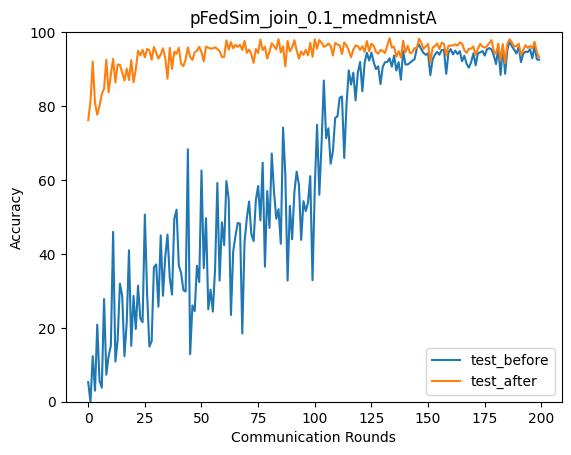 pFedSim_join_0.1_medmnistA
Accuracy
100
80
60
40
20
0
0 25 50 75 100 125 150 175 200
Communication Rounds
test_before
test_after